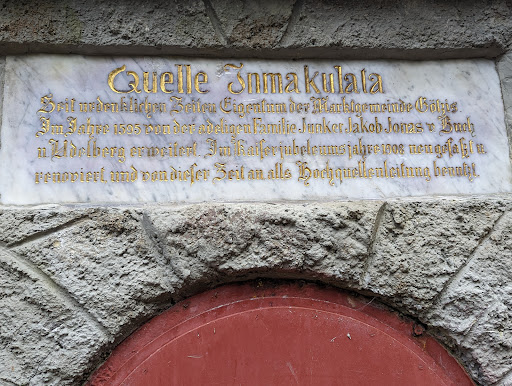 Quelle Inmakulata
Seit undenklichen Zeiten Eigentum der Marktgemeinde Götzis.
Im Jahre 1595 von der adeligen Familie Junker Jakob Jonas v. Buch
u Udelberg erweitert. Im Kaiserjubeleumsjahre 1908 neu gefaßt u.
renoviert, und von dieser Zeit an als Hochquellenleitung benützt.